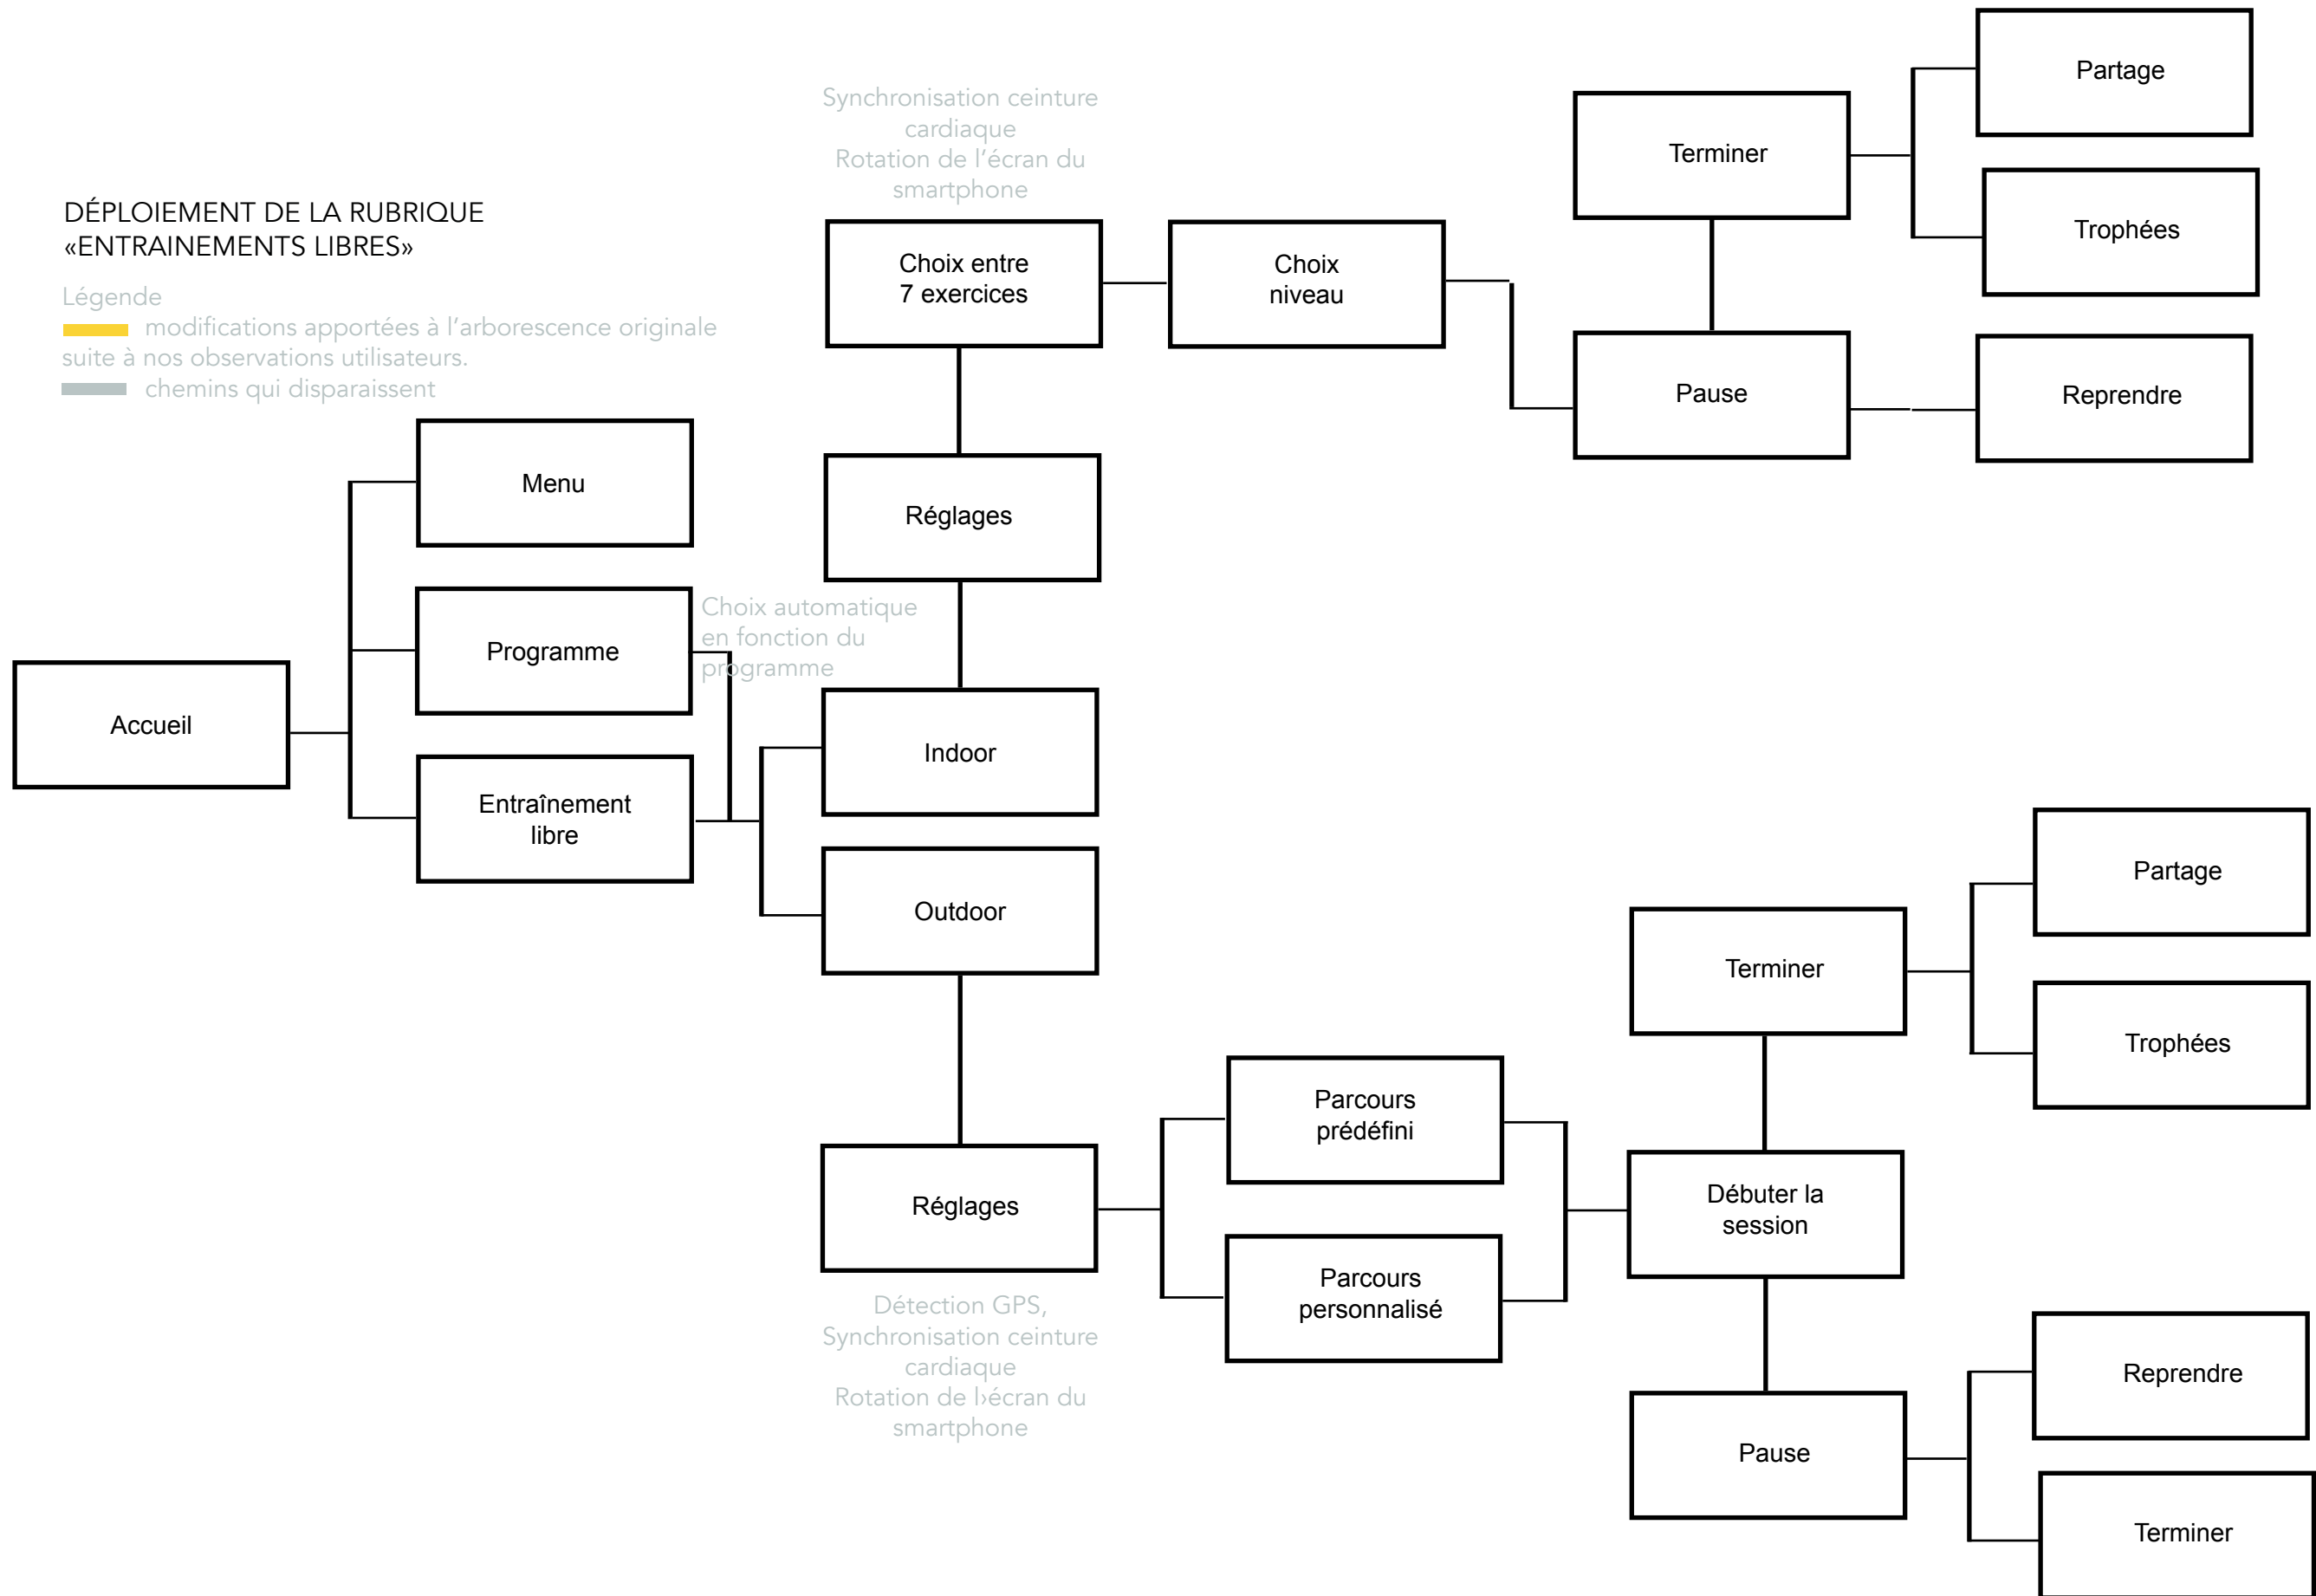 DÉPLOIEMENT DE LA RUBRIQUE
«ENTRAINEMENTS LIBRES»
Légende
modifications apportées à l'arborescence originale
suite à nos observations utilisateurs.
chemins qui disparaissent
Accueil
Menu
Programme
Entraînement
libre
Choix automatique
en fonction du
programme
Synchronisation ceinture
cardiaque
Rotation de l'écran du
smartphone
Choix entre
7 exercices
Réglages
Indoor
Outdoor
Réglages
Détection GPS,
Synchronisation ceinture
cardiaque
Rotation de l›écran du
smartphone
Choix
niveau
Terminer
Pause
Partage
Trophées
Reprendre
Parcours
prédéfini
Parcours
personnalisé
Terminer
Débuter la
session
Pause
Partage
Trophées
Reprendre
Terminer